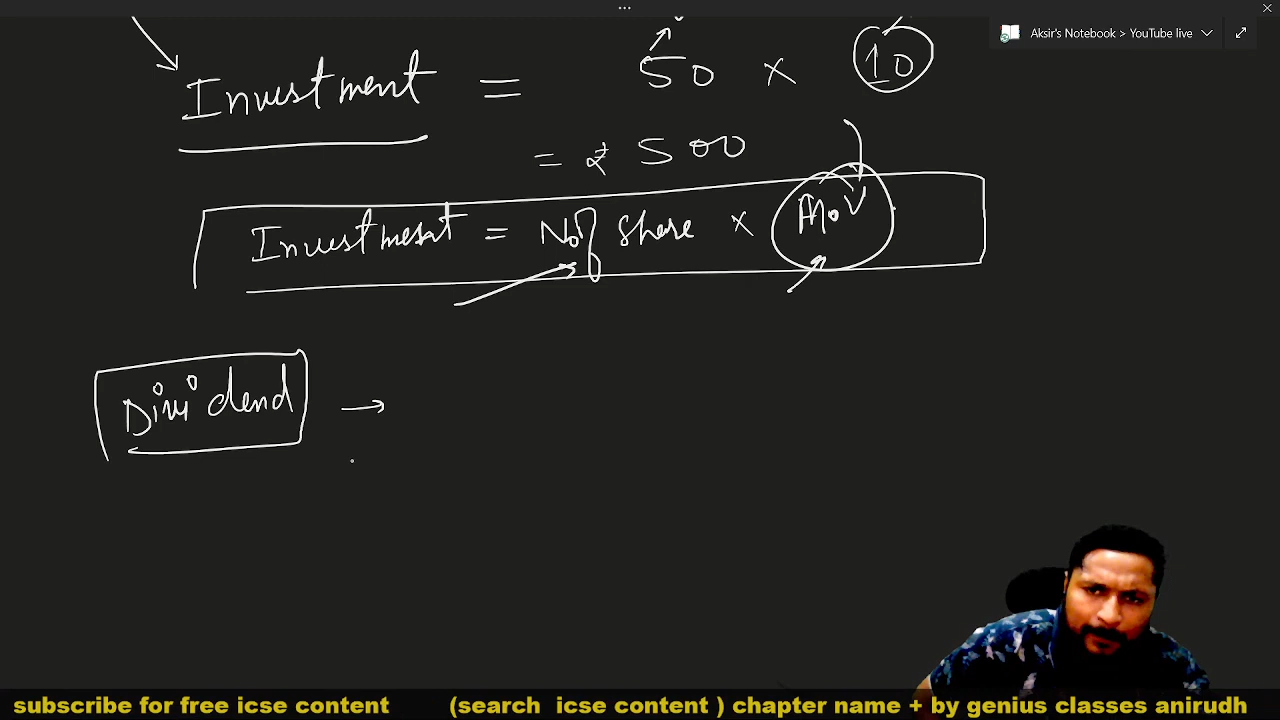 Aksir's Notebook > YouTube live
Investment = 50 × 10
= ₹ 500
Investment = No of Share × M.V
Dividend →
subscribe for free icse content (search icse content ) chapter name + by genius classes anirudh